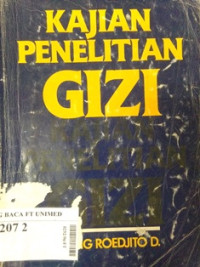 KAJIAN
PENELITIAN
GIZI
BACA FT UNIMED
207 2
G ROEDJITO D.